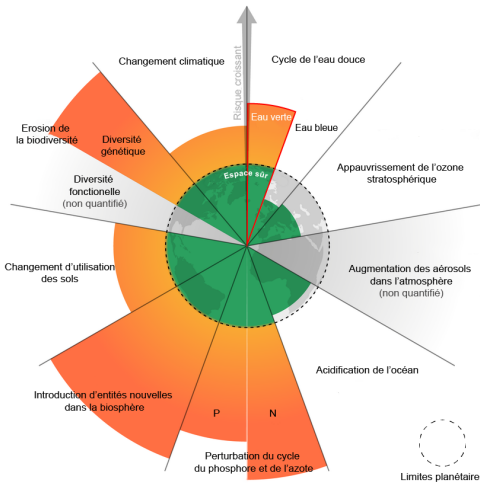 Changement climatique
Cycle de l'eau douce
Risque croissant
Eau verte
Eau bleue
Erosion de
la biodiversité
Diversité
génétique
Espace sûr
Appauvrissement de l'ozone
stratosphérique
Diversité
fonctionelle
(non quantifié)
Changement d'utilisation
des sols
Augmentation des aérosols
dans l'atmosphère
(non quantifié)
Acidification de l'océan
Introduction d'entités nouvelles
dans la biosphère
P
N
Perturbation du cycle
du phosphore et de l'azote
Limites planétaire